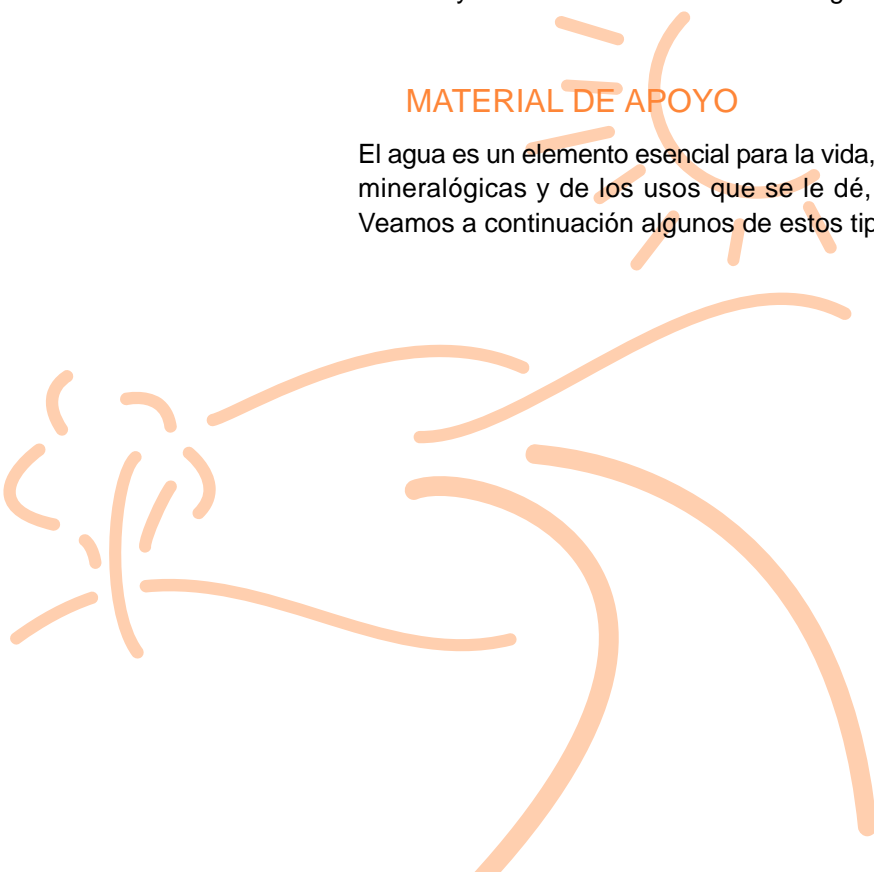 MATERIAL DE APOYO
El agua es un elemento esencial para la vida,
mineralógicas y de los usos que se le dé,
Veamos a continuación algunos de estos